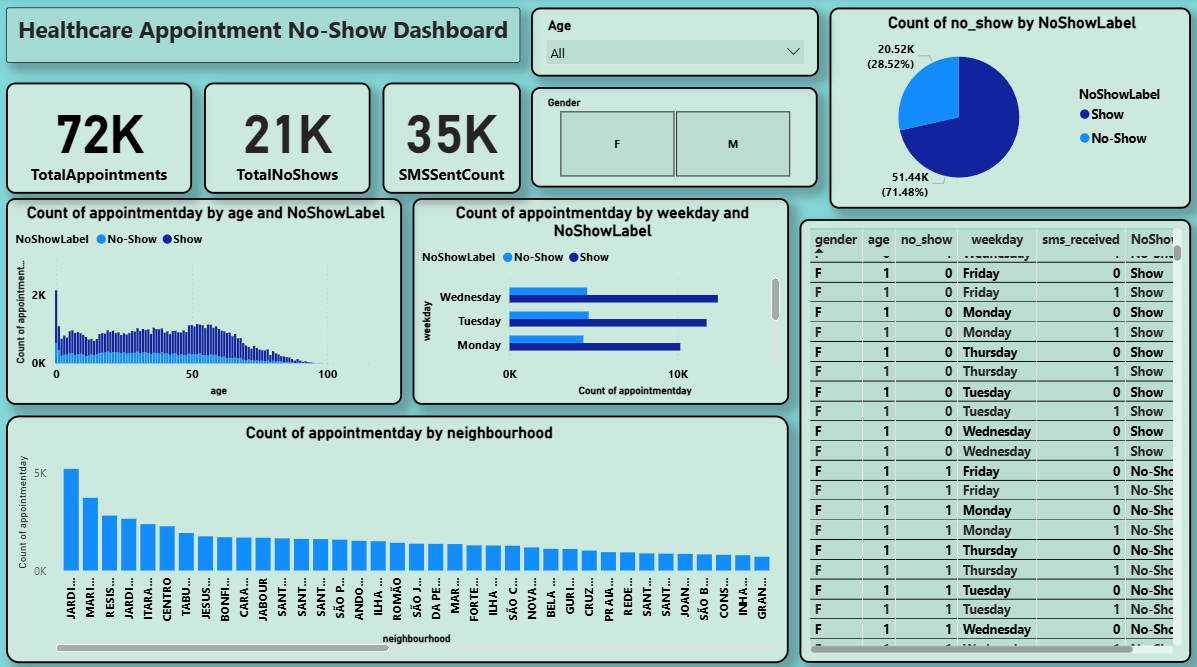 Healthcare Appointment No-Show Dashboard
Age
All
Gender
F
M
Count of no_show by NoShowLabel
20.52K
(28.52%)
51.44K
(71.48%)
NoShowLabel
Show
No-Show
72K
TotalAppointments
21K
TotalNoShows
35K
SMSSentCount
Count of appointmentday by age and NoShowLabel
NoShowLabel No-Show Show
Count of appointment...
2K
0K
0 50 100
age
Count of appointmentday by weekday and
NoShowLabel
NoShowLabel No-Show Show
weekday
Wednesday
Tuesday
Monday
0K 10K
Count of appointmentday
Count of appointmentday by neighbourhood
Count of appointmentday
5K
0K
JARDI...
MARI...
RESIS...
JARDI...
ITARA...
CENTRO
TABU...
JESUS...
BONFI...
CARA...
JABOUR
SANT...
SANT...
SANT...
SÃO P...
ANDO...
ILHA ...
ROMÃO
SÃO J...
DA PE...
MAR...
FORTE...
ILHA ...
SÃO C...
NOVA...
BELA ...
GURI...
CRUZ...
PRAIA...
REDE...
SANT...
SANT...
JOAN...
SÃO B...
CONS...
INHA...
GRAN...
neighbourhood
gender age no_show weekday sms_received NoShow
F 1 0 Friday 0 Show
F 1 0 Friday 1 Show
F 1 0 Monday 0 Show
F 1 0 Monday 1 Show
F 1 0 Thursday 0 Show
F 1 0 Thursday 1 Show
F 1 0 Tuesday 0 Show
F 1 0 Tuesday 1 Show
F 1 0 Wednesday 0 Show
F 1 0 Wednesday 1 Show
F 1 1 Friday 0 No-Sho
F 1 1 Friday 1 No-Sho
F 1 1 Monday 0 No-Sho
F 1 1 Monday 1 No-Sho
F 1 1 Thursday 0 No-Sho
F 1 1 Thursday 1 No-Sho
F 1 1 Tuesday 0 No-Sho
F 1 1 Tuesday 1 No-Sho
F 1 1 Wednesday 0 No-Sho